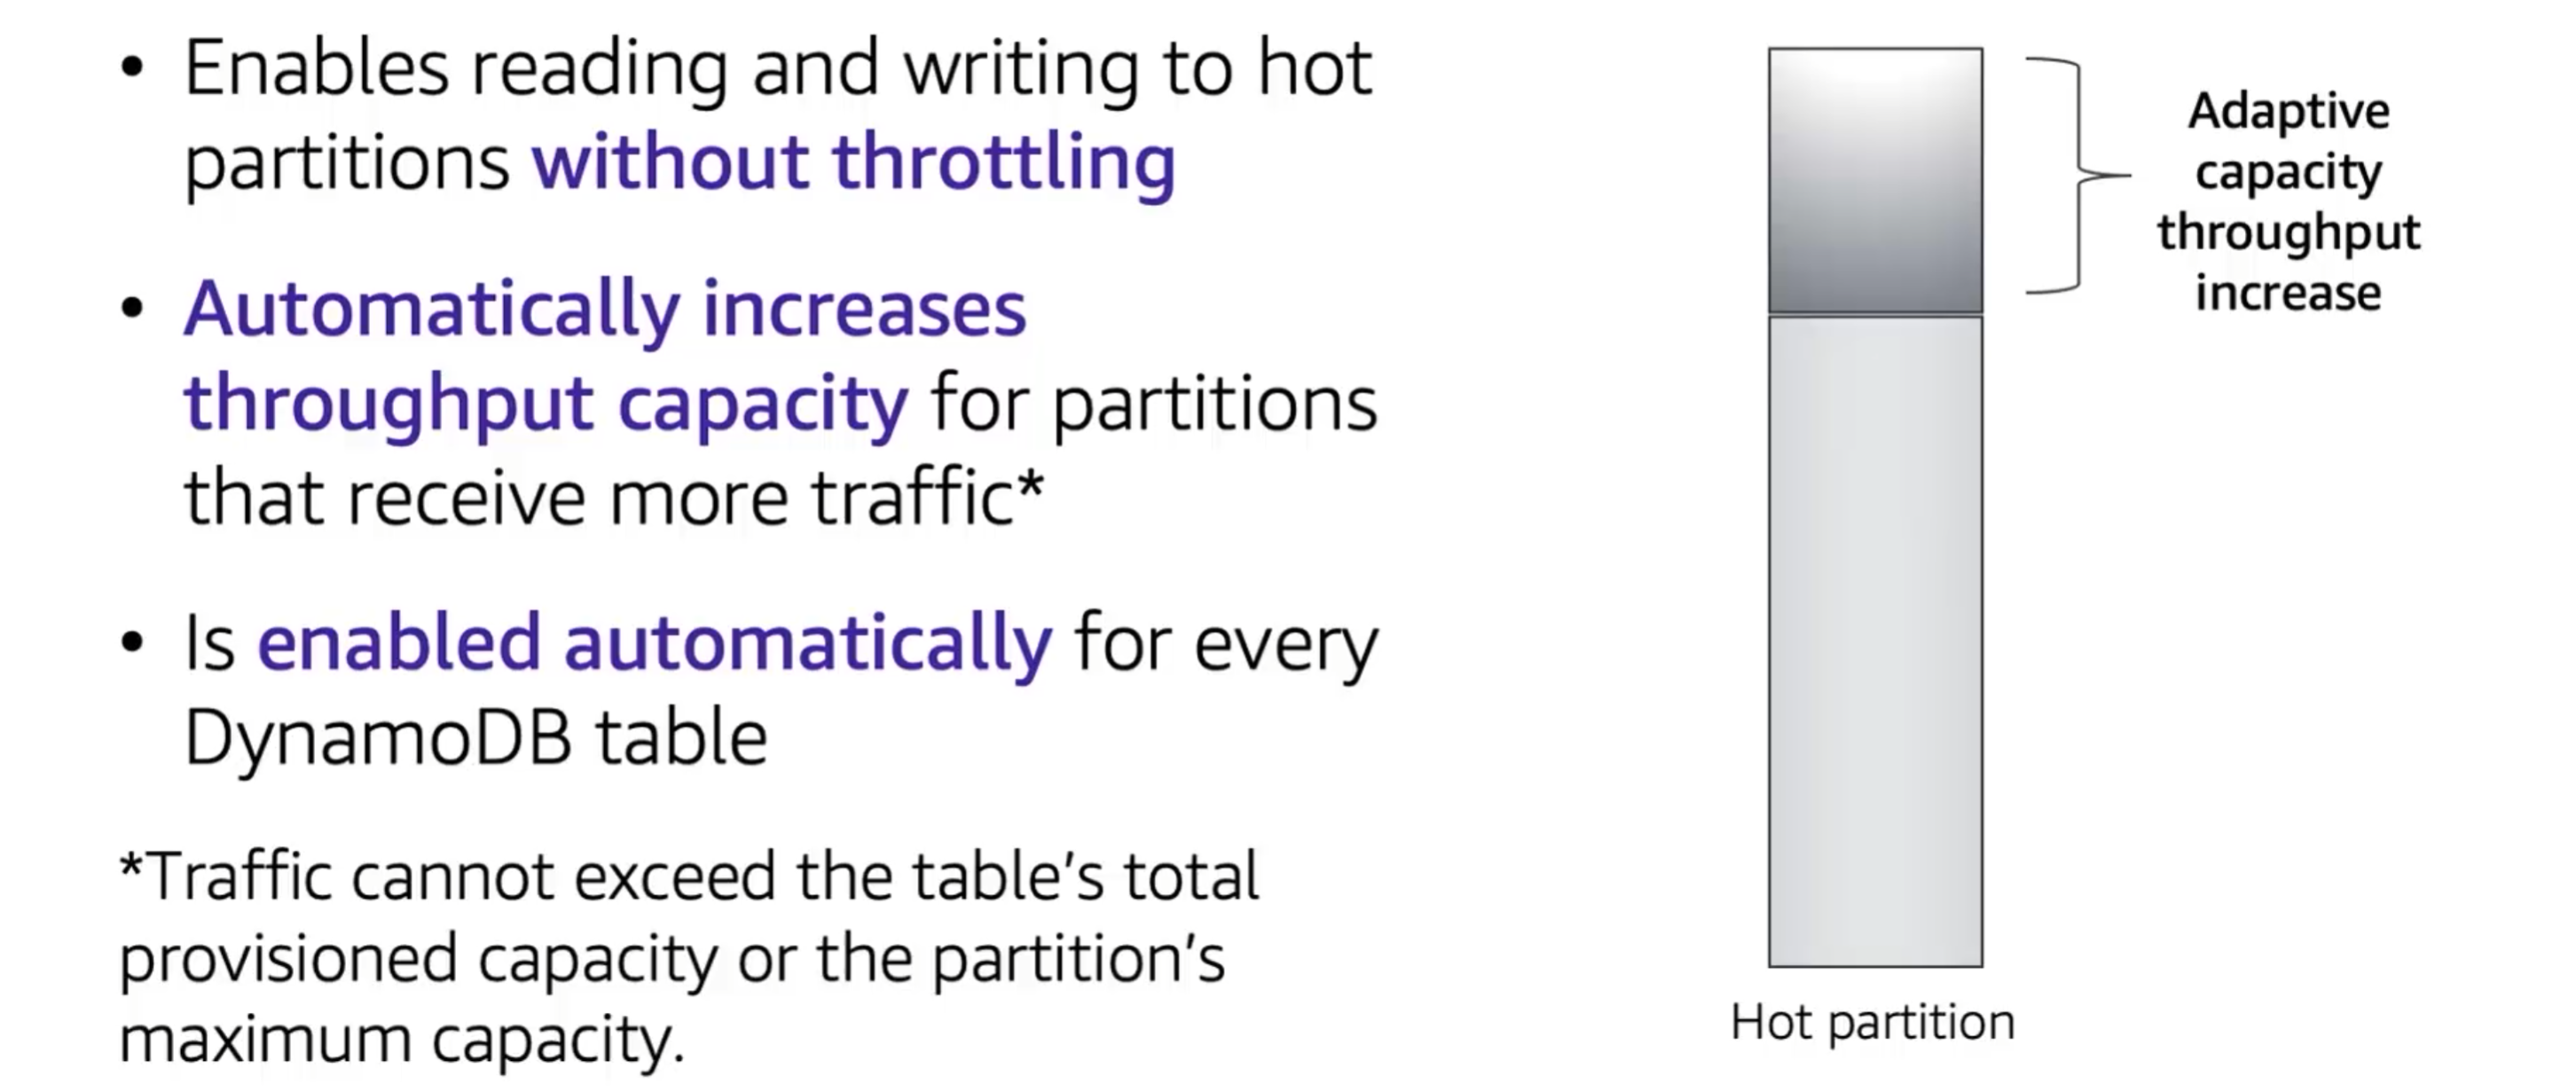 • Enables reading and writing to hot
partitions without throttling
• Automatically increases
throughput capacity for partitions
that receive more traffic*
• Is enabled automatically for every
DynamoDB table
*Traffic cannot exceed the table’s total
provisioned capacity or the partition’s
maximum capacity.
Adaptive
capacity
throughput
increase
Hot partition